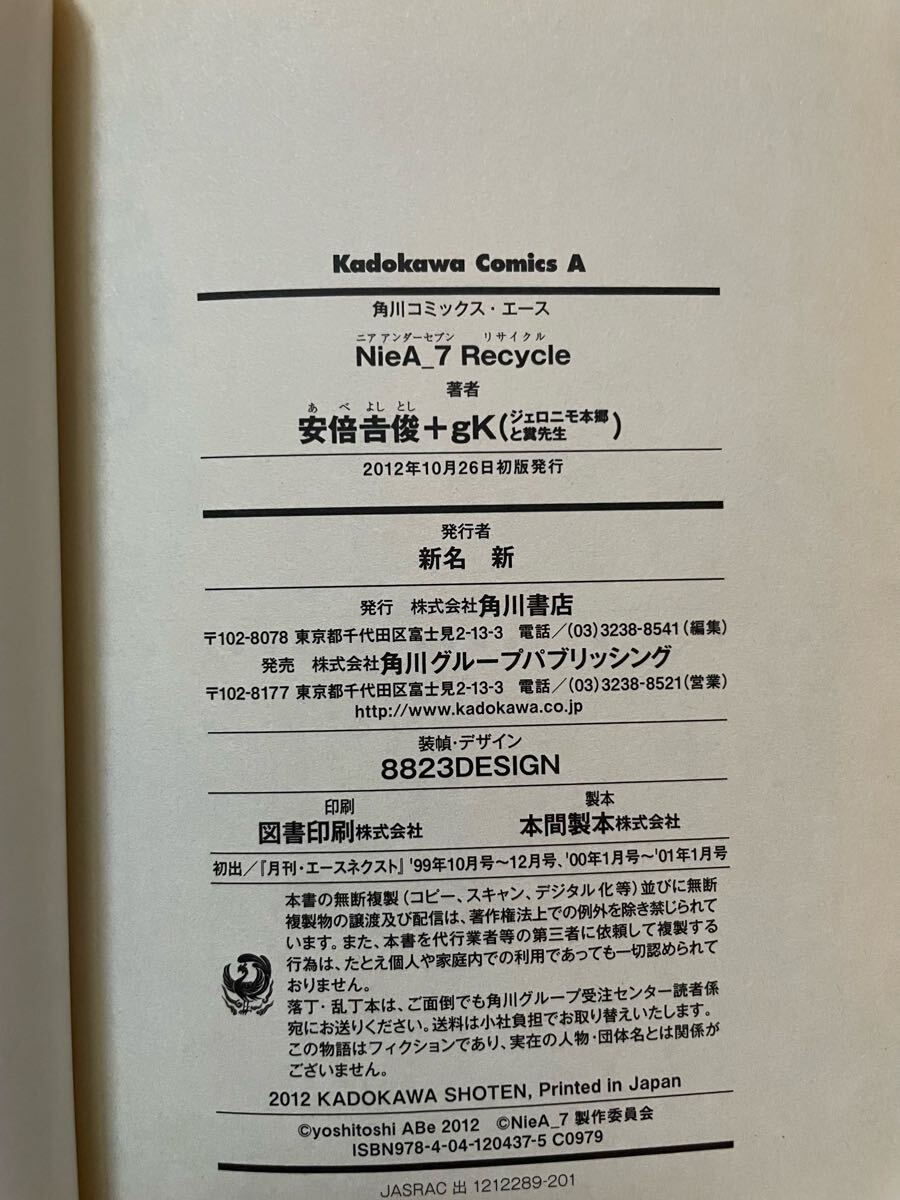 Kadokawa Comics A
角川コミックス・エース
ニア アンダーセブン リサイクル
NieA_7 Recycle
著者
あ べ よし とし
安倍吉俊+gK(ジェロニモ本郷
と糞先生)
2012年10月26日初版発行
発行者
新名 新
発行 株式会社角川書店
〒102-8078 東京都千代田区富士見2-13-3 電話/(03)3238-8541(編集)
発売 株式会社角川グループパブリッシング
〒102-8177 東京都千代田区富士見2-13-3 電話/(03)3238-8521(営業)
http://www.kadokawa.co.jp
装幀・デザイン
8823DESIGN
印刷
図書印刷株式会社
製本
本間製本株式会社
初出/『月刊・エースネクスト』'99年10月号〜12月号、'00年1月号〜'01年1月号
本書の無断複製(コピー、スキャン、デジタル化等)並びに無断
複製物の譲渡及び配信は、著作権法上での例外を除き禁じられて
います。また、本書を代行業者等の第三者に依頼して複製する
行為は、たとえ個人や家庭内での利用であっても一切認められて
おりません。
落丁・乱丁本は、ご面倒でも角川グループ受注センター読者係
宛にお送りください。送料は小社負担でお取り替えいたします。
この物語はフィクションであり、実在の人物・団体名とは関係が
ございません。
2012 KADOKAWA SHOTEN, Printed in Japan
©yoshitoshi ABe 2012 ©NieA_7 製作委員会
ISBN978-4-04-120437-5 C0979
JASRAC 出 1212289-201